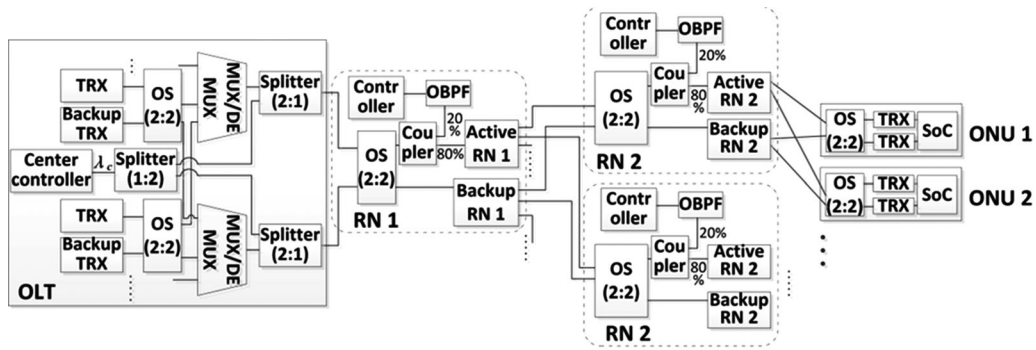 TRX
Backup
TRX
OS
(2:2)
MUX/DE
MUX
Splitter
(2:1)
Center
controller
λc
Splitter
(1:2)
TRX
Backup
TRX
OS
(2:2)
MUX/DE
MUX
Splitter
(2:1)
OLT
Contr
oller
OBPF
20
%
OS
(2:2)
Cou
pler
80%
Active
RN 1
Backup
RN 1
RN 1
Contr
oller
OBPF
20%
OS
(2:2)
Cou
pler
80
%
Active
RN 2
Backup
RN 2
RN 2
Contr
oller
OBPF
20%
OS
(2:2)
Cou
pler
80
%
Active
RN 2
Backup
RN 2
RN 2
OS
(2:2)
TRX
TRX
SoC
ONU 1
OS
(2:2)
TRX
TRX
SoC
ONU 2